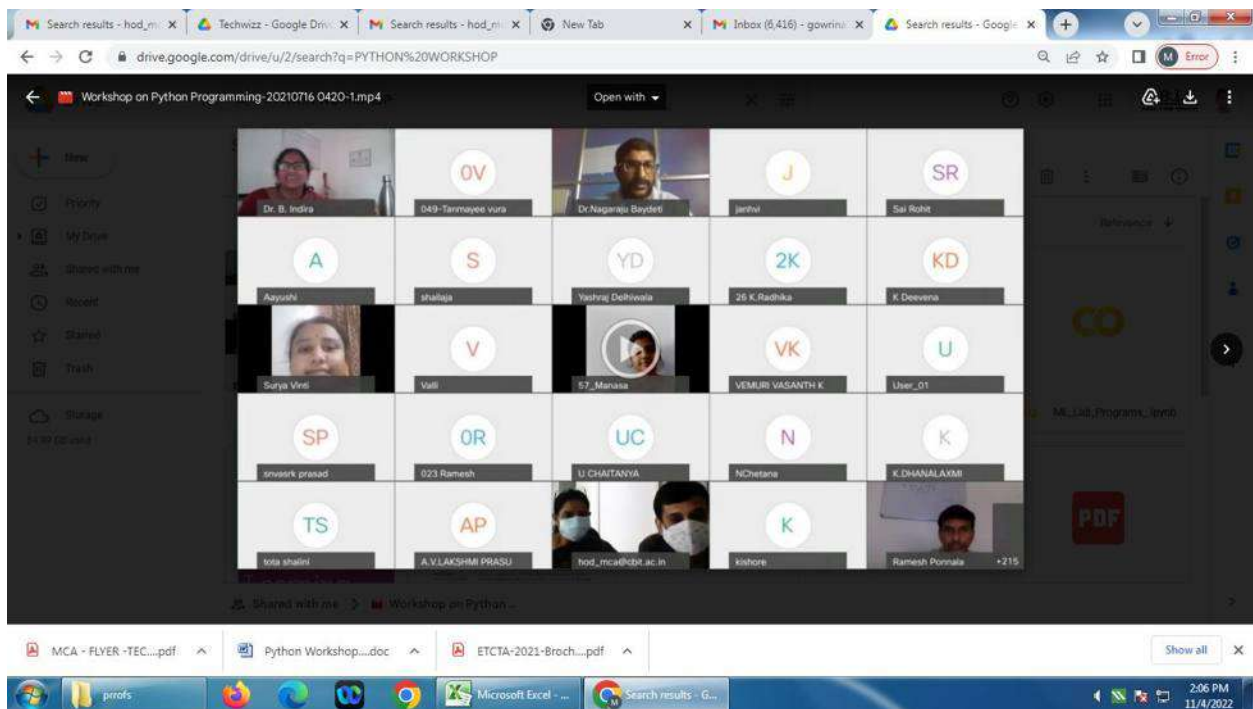 Search results - hod_m
Techwizz - Google Driv
Search results - hod_m
New Tab
Inbox (6,416) - gowrina
Search results - Google
drive.google.com/drive/u/2/search?q=PYTHON%20WORKSHOP
M Error
Workshop on Python Programming-20210716 0420-1.mp4
Open with
New
Priority
My Drive
Shared with me
Recent
Starred
Trash
Storage
Relevance
Dr. B. Indira
0V
049-Tanmayee vura
Dr.Nagaraju Baydeti
J
janhvi
SR
Sai Rohit
A
Aayushi
S
shailaja
YD
Yashraj Delhiwala
2K
26 K.Radhika
KD
K Deevena
Surya Vinti
V
Valli
57_Manasa
VK
VEMURI VASANTH K
U
User_01
SP
snvasrk prasad
0R
023 Ramesh
UC
U CHAITANYA
N
NChetana
K
K.DHANALAXMI
TS
tota shalini
AP
A.V.LAKSHMI PRASU
hod_mca@cbit.ac.in
K
kishore
Ramesh Ponnala
+215
ML_Lab_Programs_.ipynb
PDF
Shared with me > Workshop on Python ...
MCA - FLYER -TEC....pdf
Python Workshop....doc
ETCTA-2021-Broch....pdf
Show all
prrofs
Microsoft Excel - ...
Search results - G...
2:06 PM
11/4/2022